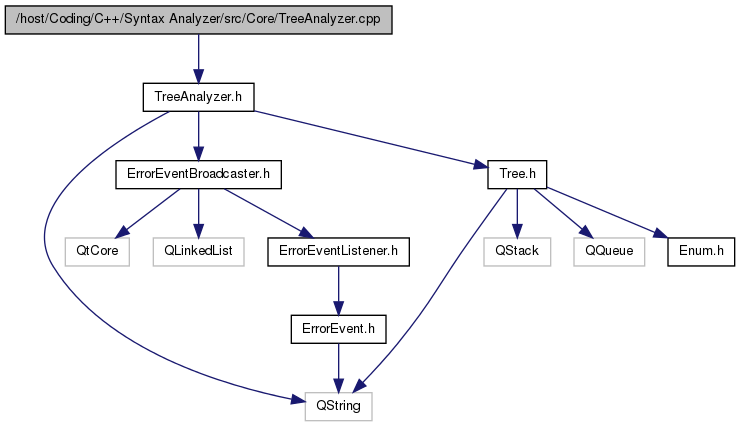 /host/Coding/C++/Syntax Analyzer/src/Core/TreeAnalyzer.cpp
TreeAnalyzer.h
ErrorEventBroadcaster.h
Tree.h
QtCore
QLinkedList
ErrorEventListener.h
QStack
QQueue
Enum.h
ErrorEvent.h
QString